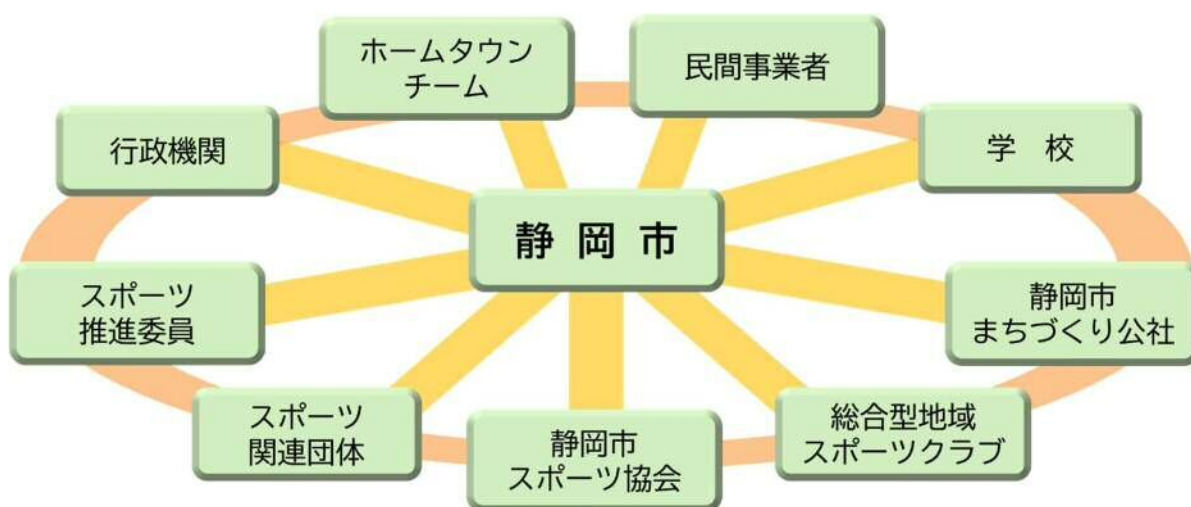 ホームタウン
チーム
民間事業者
行政機関
学　校
静 岡 市
スポーツ
推進委員
静岡市
まちづくり公社
スポーツ
関連団体
静岡市
スポーツ協会
総合型地域
スポーツクラブ